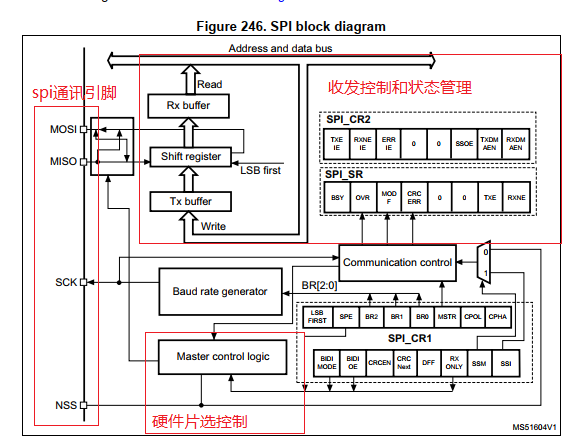 Figure 246. SPI block diagram
Address and data bus
Read
收发控制和状态管理
spi通讯引脚
Rx buffer
SPI_CR2
TXE IE
RXNE IE
ERR IE
0
0
SSOE
TXDM AEN
RXDM AEN
MOSI
MISO
Shift register
LSB first
SPI_SR
BSY
OVR
MOD F
CRC ERR
0
0
TXE
RXNE
Tx buffer
Write
0
1
Communication control
SCK
Baud rate generator
BR[2:0]
LSB FIRST
SPE
BR2
BR1
BR0
MSTR
CPOL
CPHA
SPI_CR1
Master control logic
BIDI MODE
BIDI OE
CRCEN
CRC Next
DFF
RX ONLY
SSM
SSI
NSS
硬件片选控制
MS51604V1